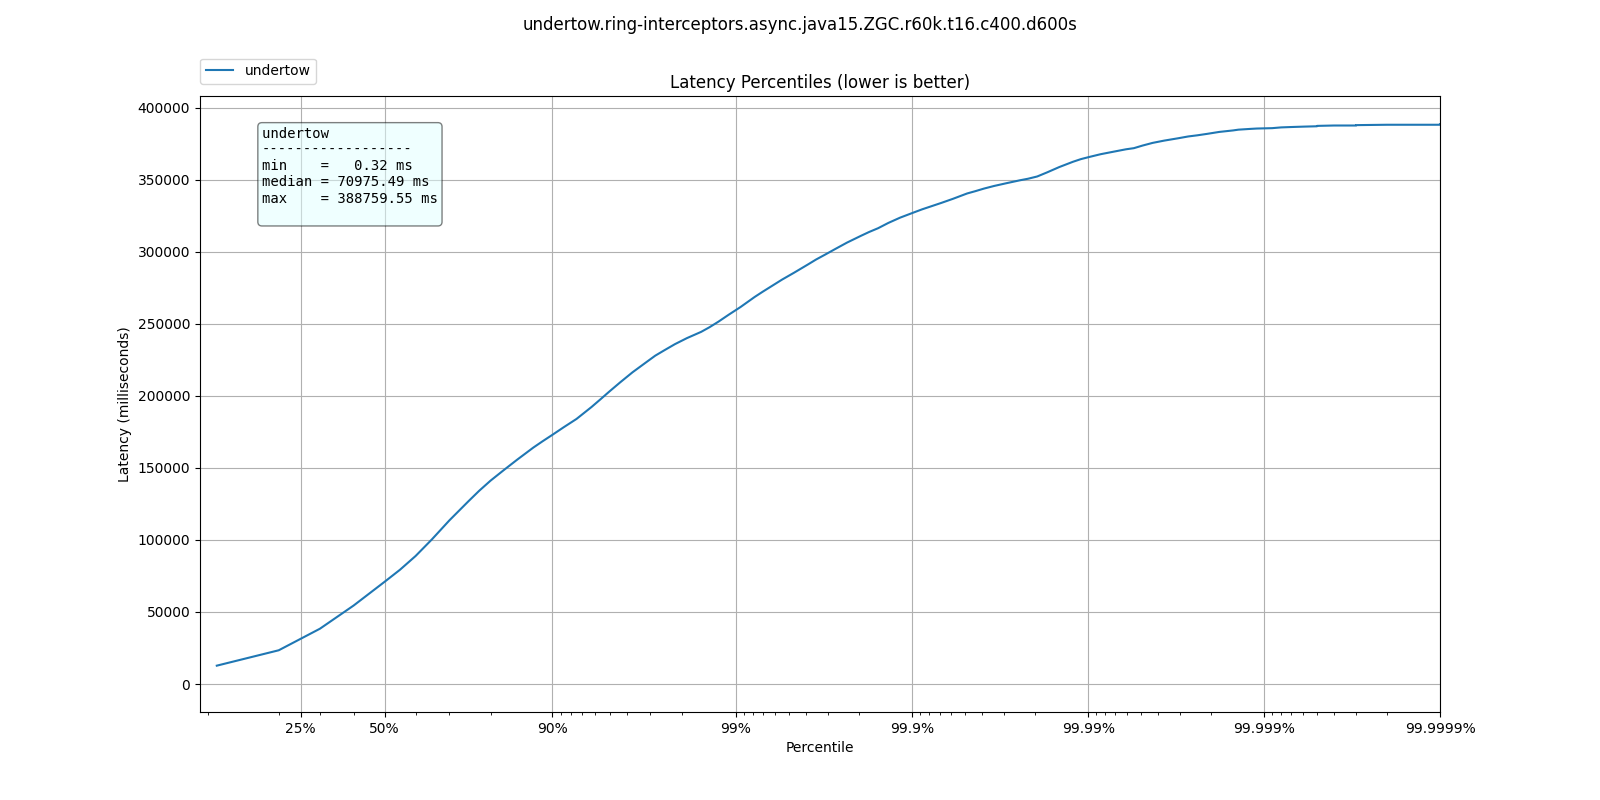 undertow.ring-interceptors.async.java15.ZGC.r60k.t16.c400.d600s
undertow
Latency Percentiles (lower is better)
400000
350000
300000
250000
200000
150000
100000
50000
0
Latency (milliseconds)
undertow
------------------
min    =   0.32 ms
median = 70975.49 ms
max    = 388759.55 ms
25% 50% 90% 99% 99.9% 99.99% 99.999% 99.9999%
Percentile